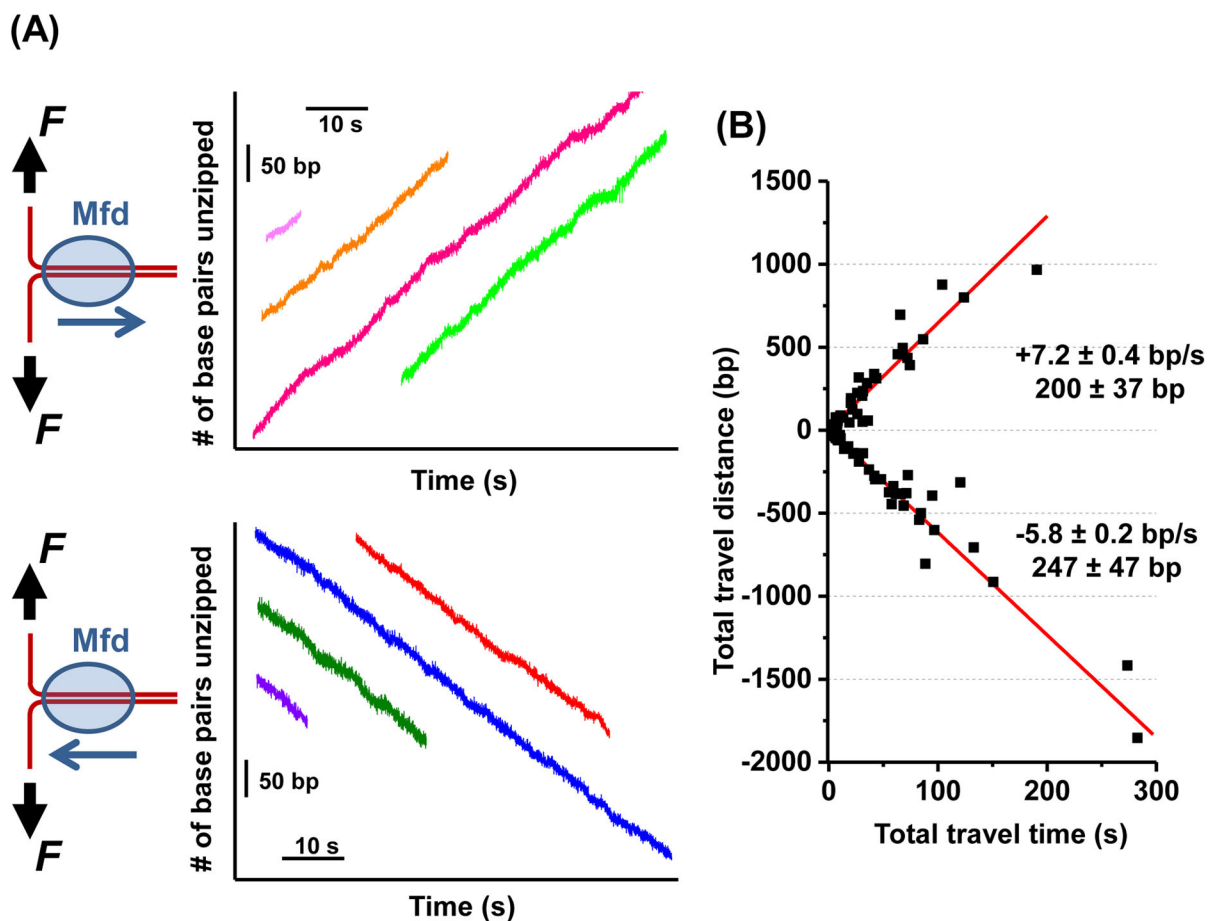 (A)
F
Mfd
F
# of base pairs unzipped
10 s
50 bp
Time (s)
F
Mfd
F
# of base pairs unzipped
50 bp
10 s
Time (s)
(B)
Total travel distance (bp)
1500
1000
500
0
-500
-1000
-1500
-2000
+7.2 ± 0.4 bp/s
200 ± 37 bp
-5.8 ± 0.2 bp/s
247 ± 47 bp
0 100 200 300
Total travel time (s)